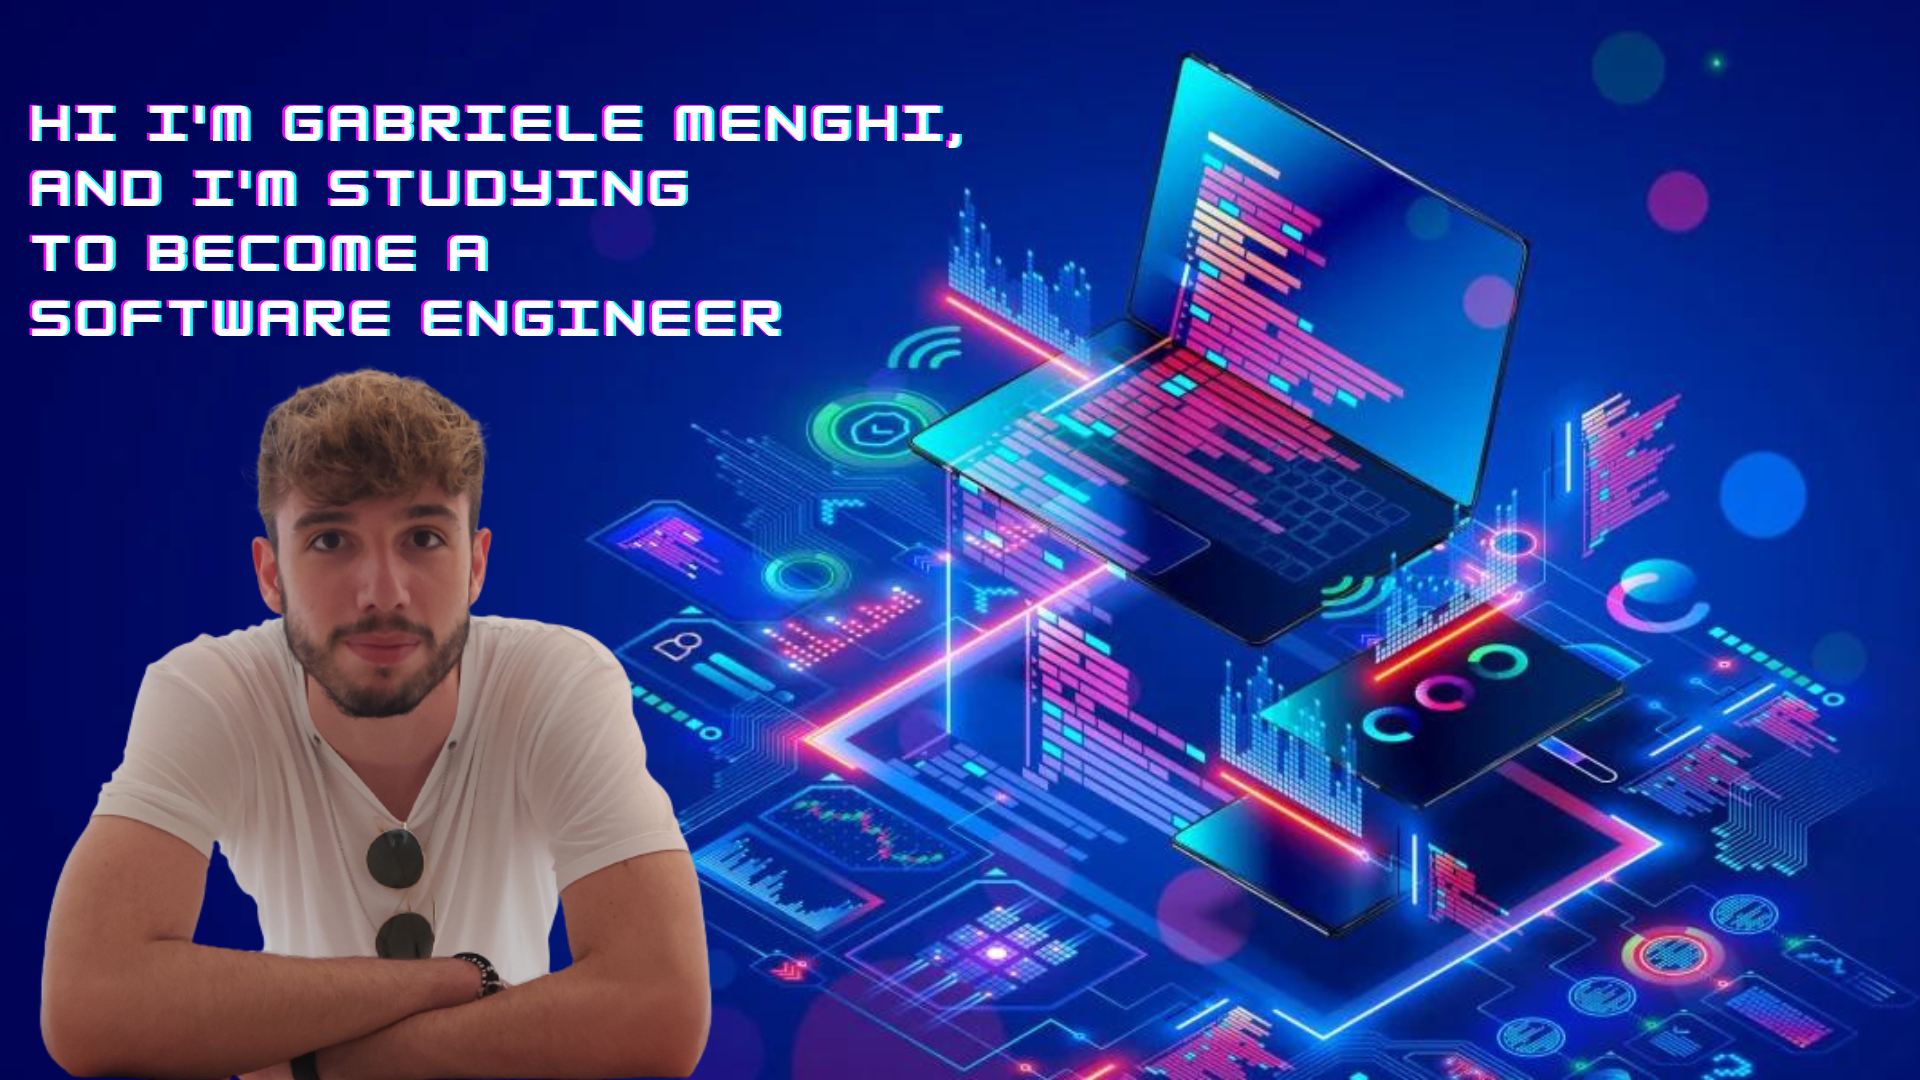 HI I'M GABRIELE MENGHI,
AND I'M STUDYING
TO BECOME A
SOFTWARE ENGINEER